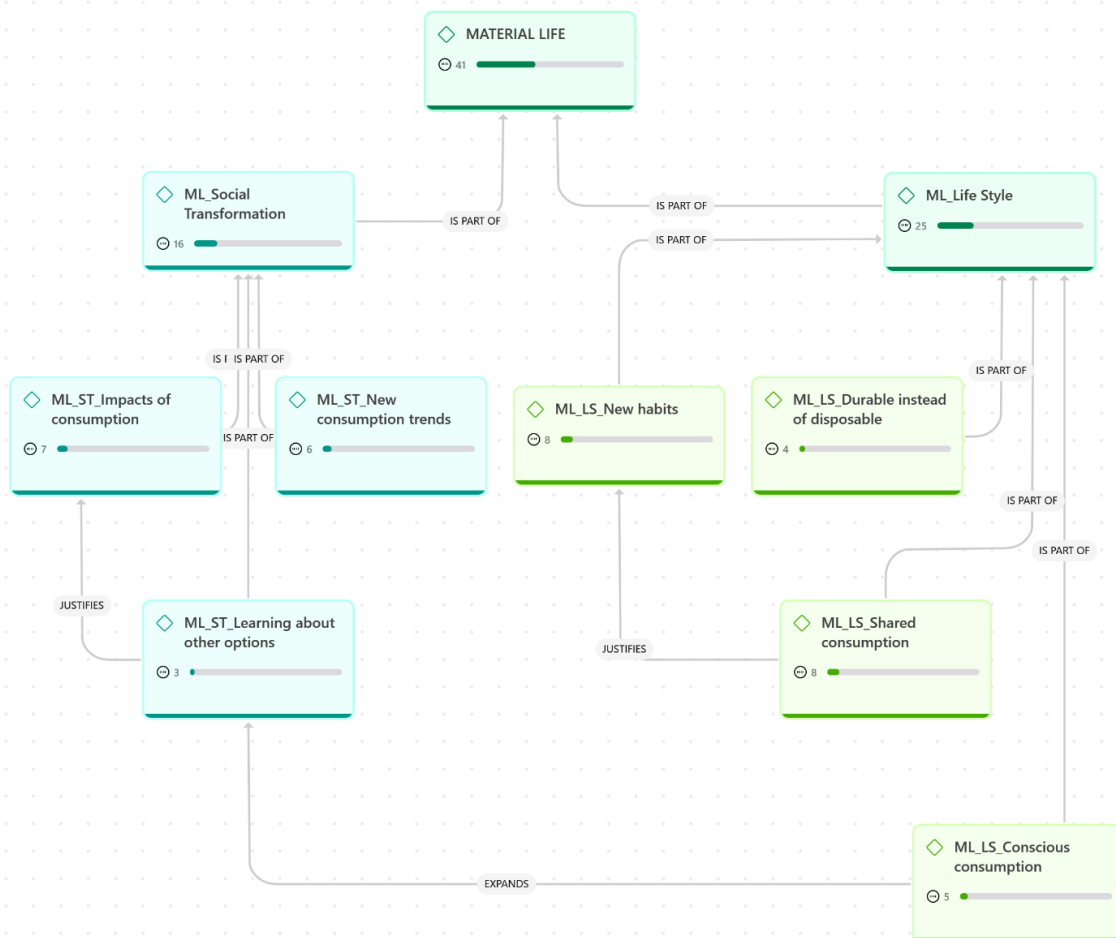 MATERIAL LIFE
41
ML_Social
Transformation
16
IS PART OF
IS PART OF
ML_Life Style
25
IS PART OF
IS PART OF
IS PART OF
IS PART OF
ML_ST_Impacts of
consumption
7
ML_ST_New
consumption trends
6
ML_LS_New habits
8
ML_LS_Durable instead
of disposable
4
IS PART OF
IS PART OF
IS PART OF
JUSTIFIES
ML_ST_Learning about
other options
3
JUSTIFIES
ML_LS_Shared
consumption
8
EXPANDS
ML_LS_Conscious
consumption
5